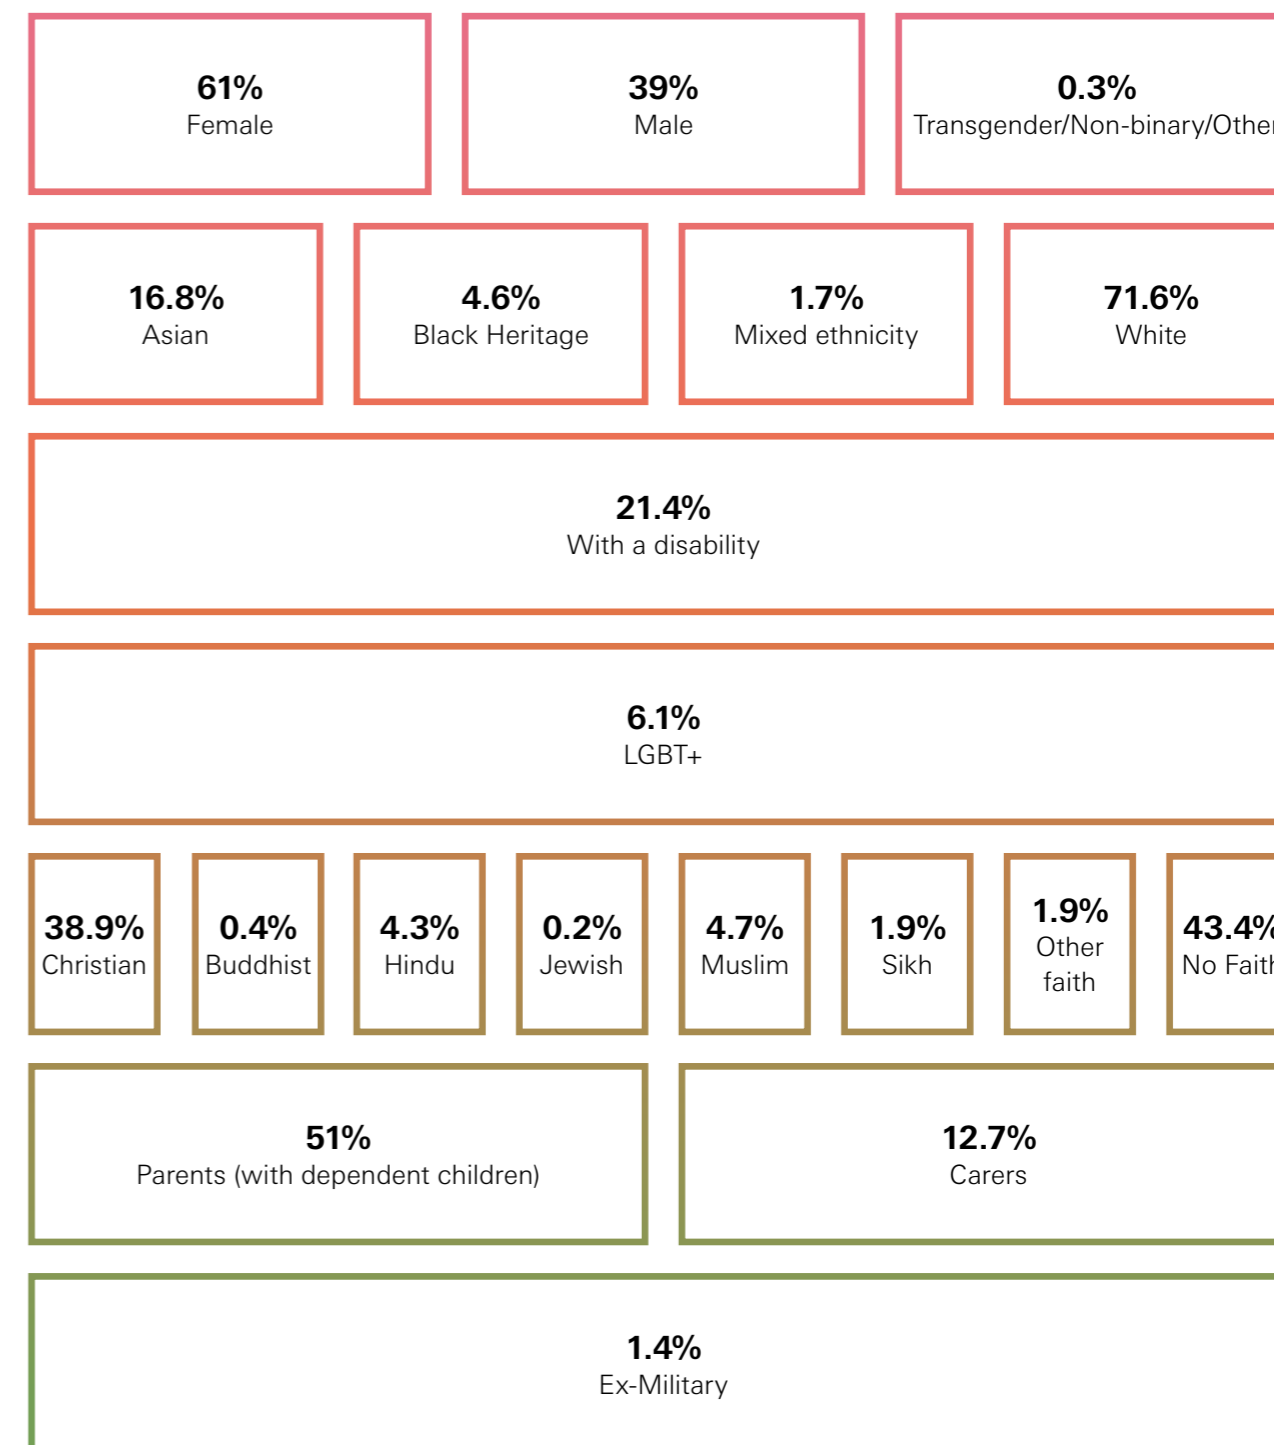 61%
Female
39%
Male
0.3%
Transgender/Non-binary/Other
16.8%
Asian
4.6%
Black Heritage
1.7%
Mixed ethnicity
71.6%
White
21.4%
With a disability
6.1%
LGBT+
38.9%
Christian
0.4%
Buddhist
4.3%
Hindu
0.2%
Jewish
4.7%
Muslim
1.9%
Sikh
1.9%
Other
faith
43.4%
No Faith
51%
Parents (with dependent children)
12.7%
Carers
1.4%
Ex-Military